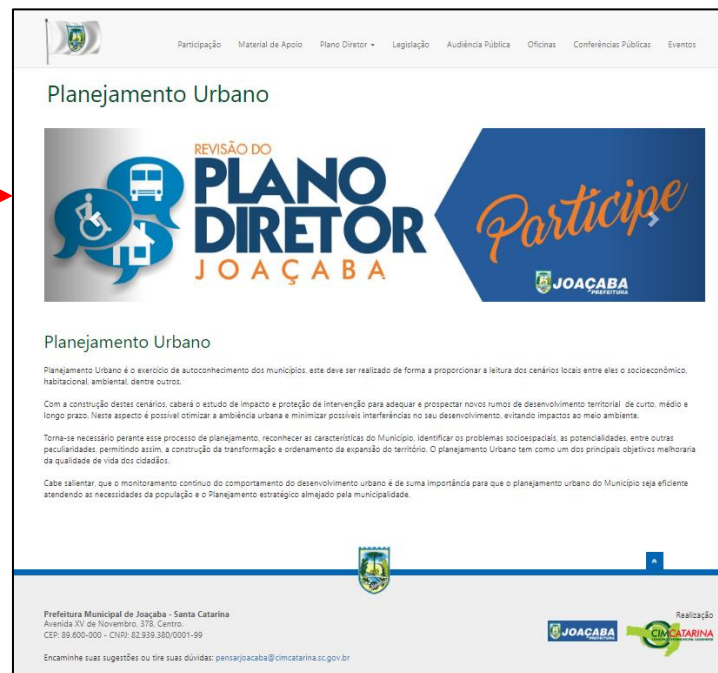 Participação Material de Apoio Plano Diretor Legislação Audiência Pública Oficinas Conferências Públicas Eventos
Planejamento Urbano
REVISÃO DO
PLANO
DIRETOR
JOAÇABA
Participe
JOAÇABA
PREFEITURA
Planejamento Urbano
Planejamento Urbano é o exercício de autoconhecimento dos municípios, este deve ser realizado de forma a proporcionar a leitura dos cenários locais entre eles o socioeconômico,
habitacional, ambiental, dentre outros.
Com a construção destes cenários, caberá o estudo de impacto e proteção de intervenção para adequar e prospectar novos rumos de desenvolvimento territorial de curto, médio e
longo prazo. Neste aspecto é possível otimizar a ambiência urbana e minimizar possíveis interferências no seu desenvolvimento, evitando impactos ao meio ambiente.
Torna-se necessário perante esse processo de planejamento, reconhecer as características do Município, identificar os problemas socioespaciais, as potencialidades, entre outras
peculiaridades, permitindo assim, a construção da transformação e ordenamento da expansão do território. O planejamento Urbano tem como um dos principais objetivos melhoraria
da qualidade de vida dos cidadãos.
Cabe salientar, que o monitoramento contínuo do comportamento do desenvolvimento urbano é de suma importância para que o planejamento urbano do Município seja eficiente
atendendo as necessidades da população e o Planejamento estratégico almejado pela municipalidade.
Prefeitura Municipal de Joaçaba - Santa Catarina
Avenida XV de Novembro, 378, Centro.
CEP: 89.600-000 - CNPJ: 82.939.380/0001-99
Encaminhe suas sugestões ou tire suas dúvidas: pensarjoacaba@cimcatarina.sc.gov.br
Realização
JOAÇABA
PREFEITURA
CIMCATARINA